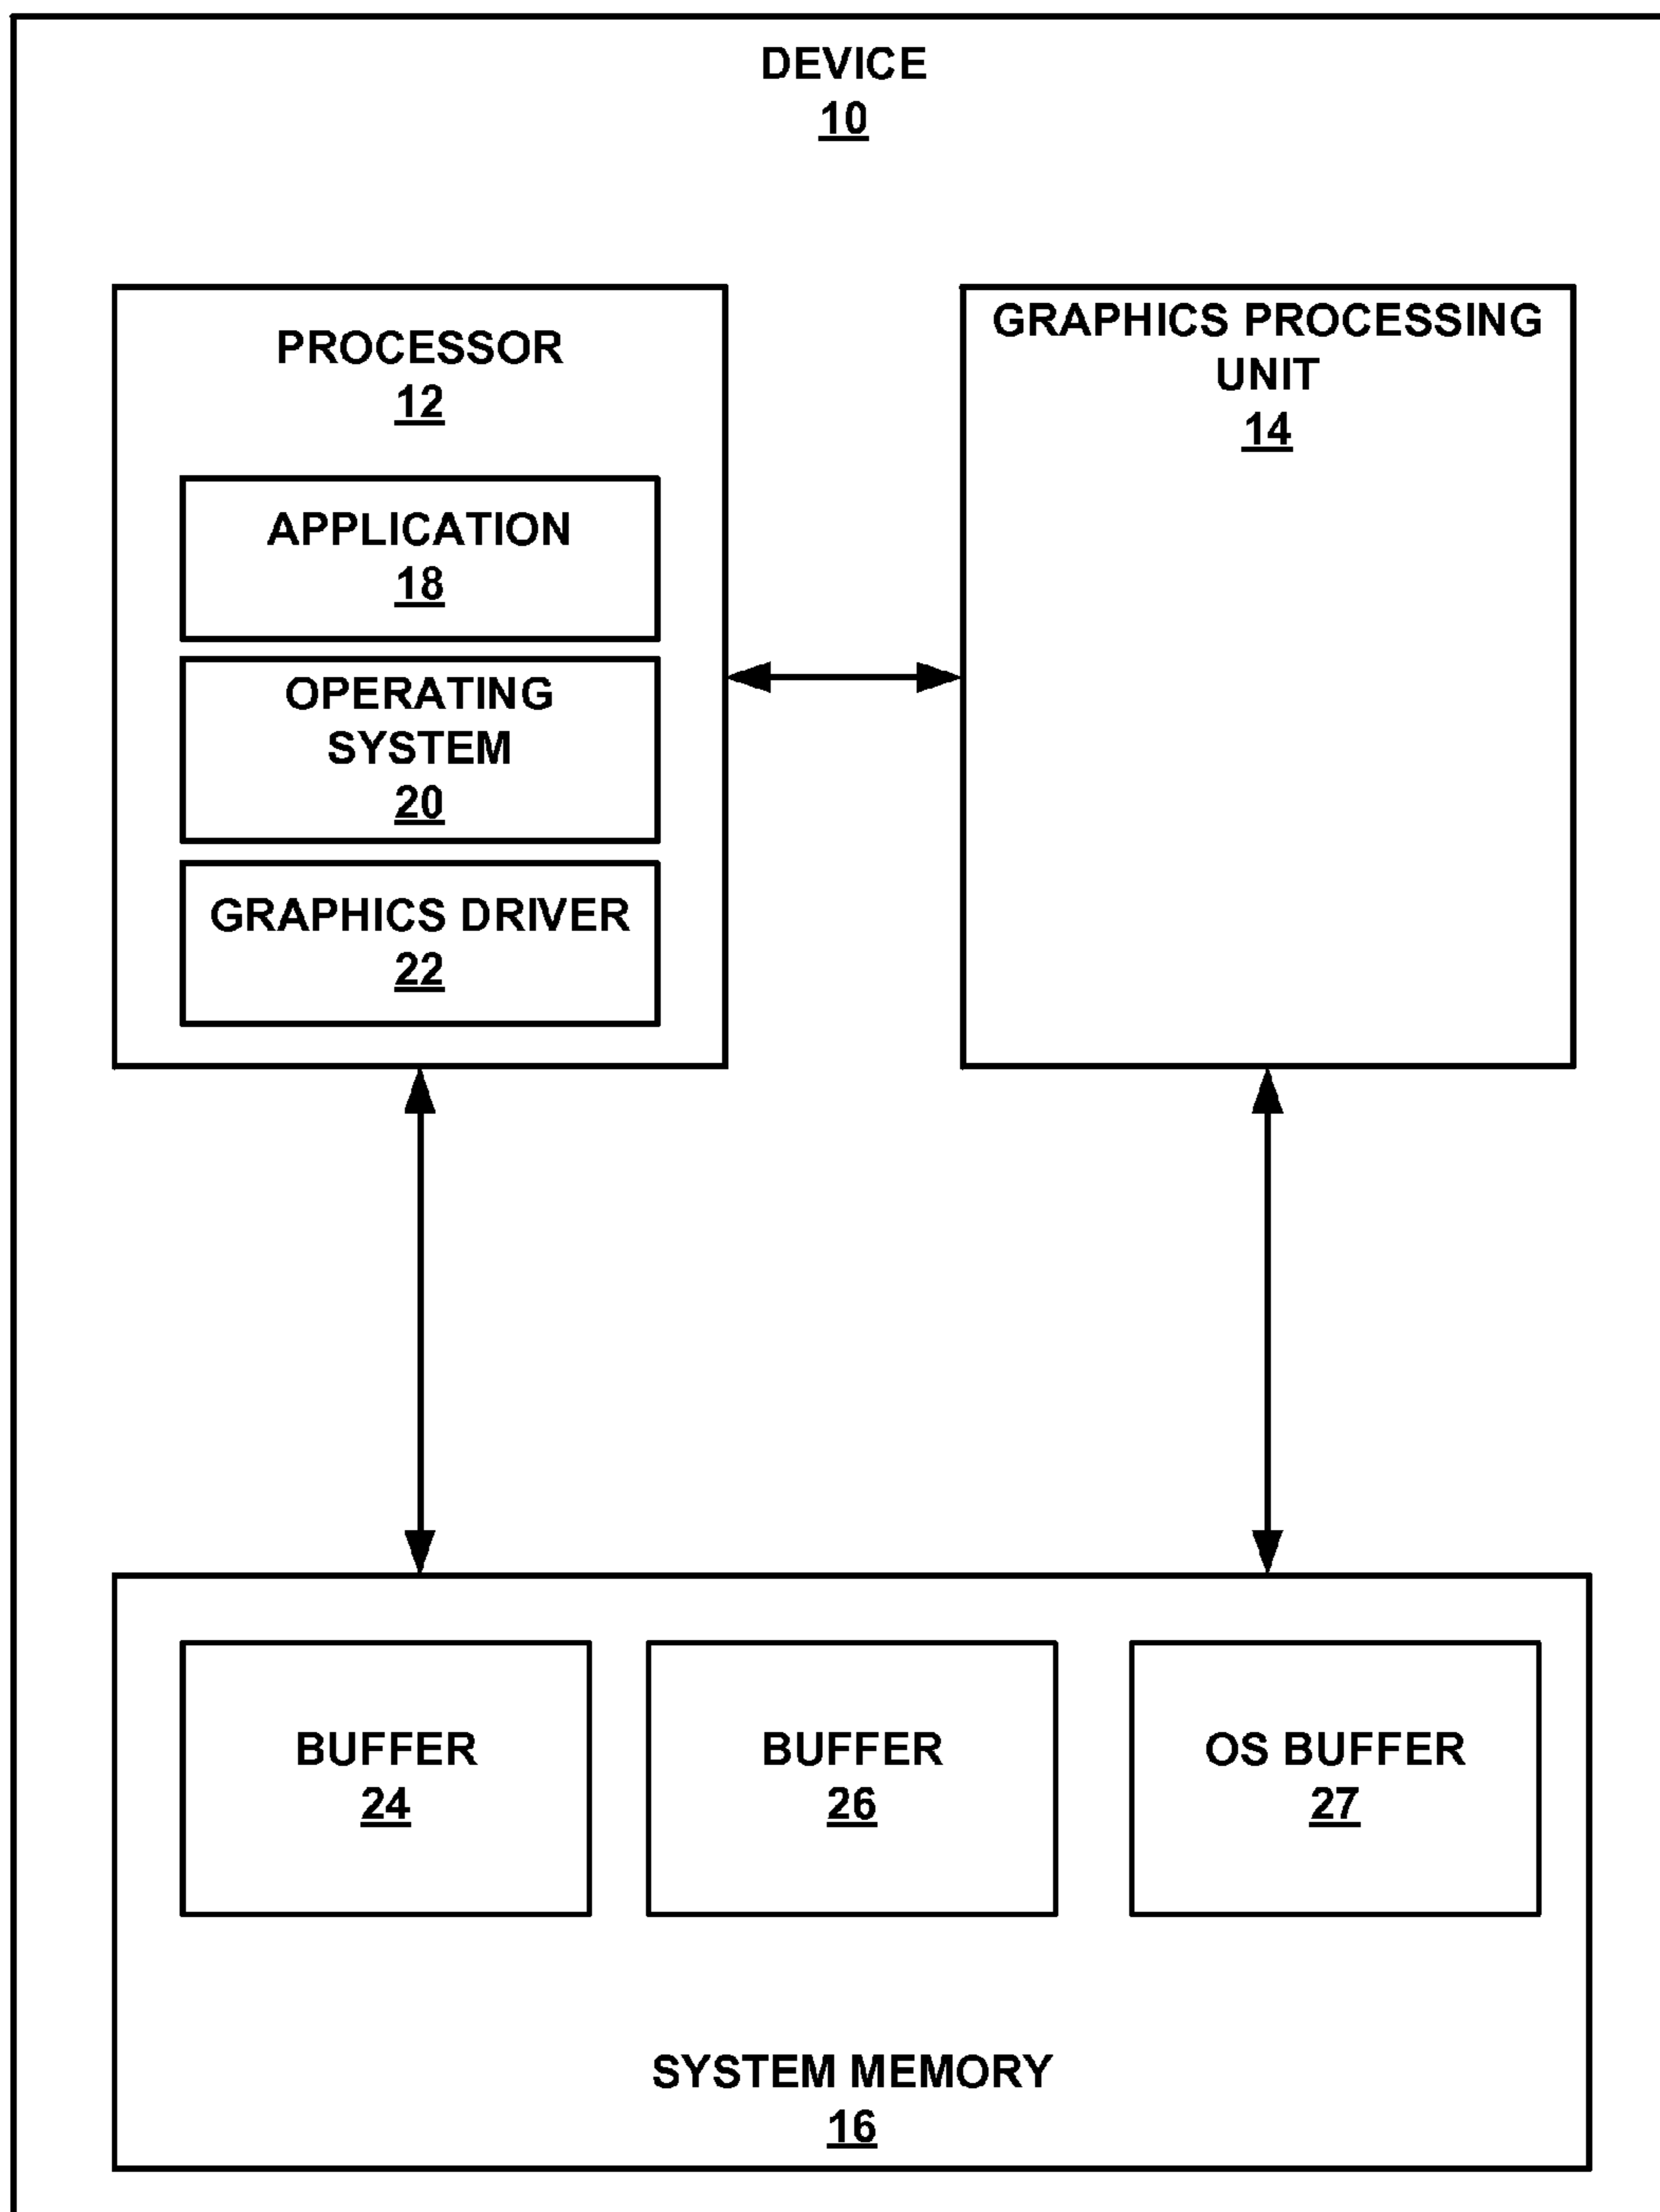 DEVICE
10
PROCESSOR
12
APPLICATION
18
OPERATING
SYSTEM
20
GRAPHICS DRIVER
22
GRAPHICS PROCESSING
UNIT
14
BUFFER
24
BUFFER
26
OS BUFFER
27
SYSTEM MEMORY
16